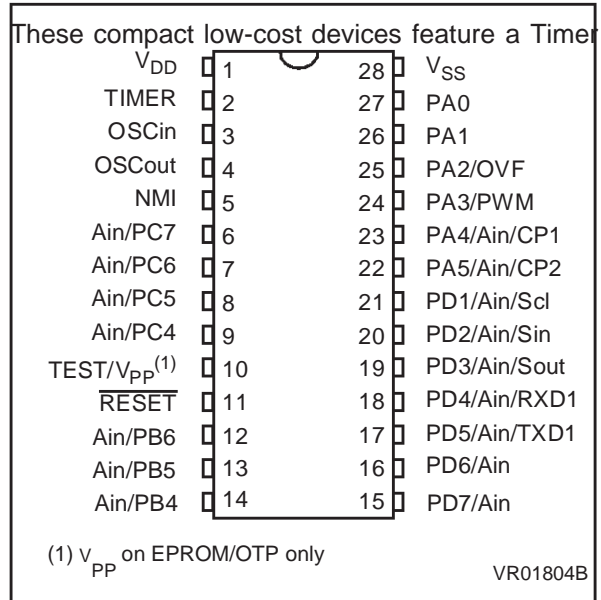 These compact low-cost devices feature a Timer
VDD 1 28 VSS
TIMER 2 27 PA0
OSCin 3 26 PA1
OSCout 4 25 PA2/OVF
NMI 5 24 PA3/PWM
Ain/PC7 6 23 PA4/Ain/CP1
Ain/PC6 7 22 PA5/Ain/CP2
Ain/PC5 8 21 PD1/Ain/Scl
Ain/PC4 9 20 PD2/Ain/Sin
TEST/VPP(1) 10 19 PD3/Ain/Sout
RESET 11 18 PD4/Ain/RXD1
Ain/PB6 12 17 PD5/Ain/TXD1
Ain/PB5 13 16 PD6/Ain
Ain/PB4 14 15 PD7/Ain
(1) VPP on EPROM/OTP only
VR01804B